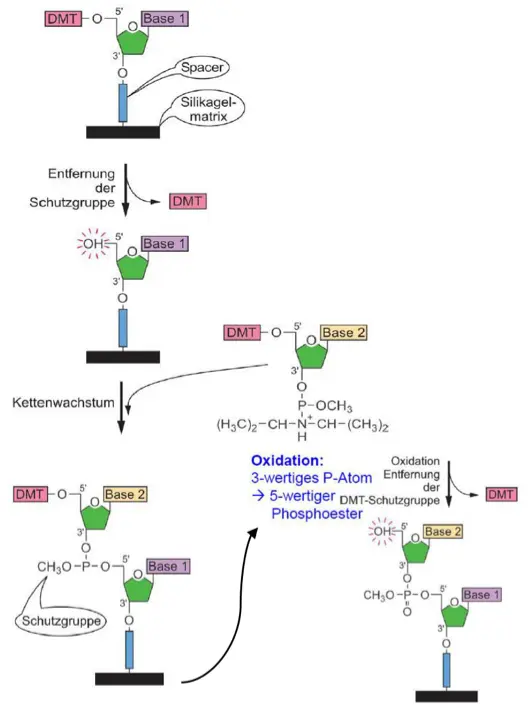 DMT–O 5' Base 1
O
3'
O
Spacer
Silikagel-
matrix
Entfernung
der
Schutzgruppe
DMT
OH 5' Base 1
O
3'
O
Kettenwachstum
DMT–O 5' Base 2
O
3'
O
P–OCH3
(H3C)2–CH–N+–CH–(CH3)2
H
Oxidation:
3-wertiges P-Atom
→ 5-wertiger
Phosphoester
Oxidation
Entfernung
der
DMT-Schutzgruppe
DMT
DMT–O 5' Base 2
O
3'
O
CH3O–P–O 5' Base 1
O
3'
O
Schutzgruppe
OH 5' Base 2
O
3'
O
CH3O–P–O 5' Base 1
O
O
3'
O